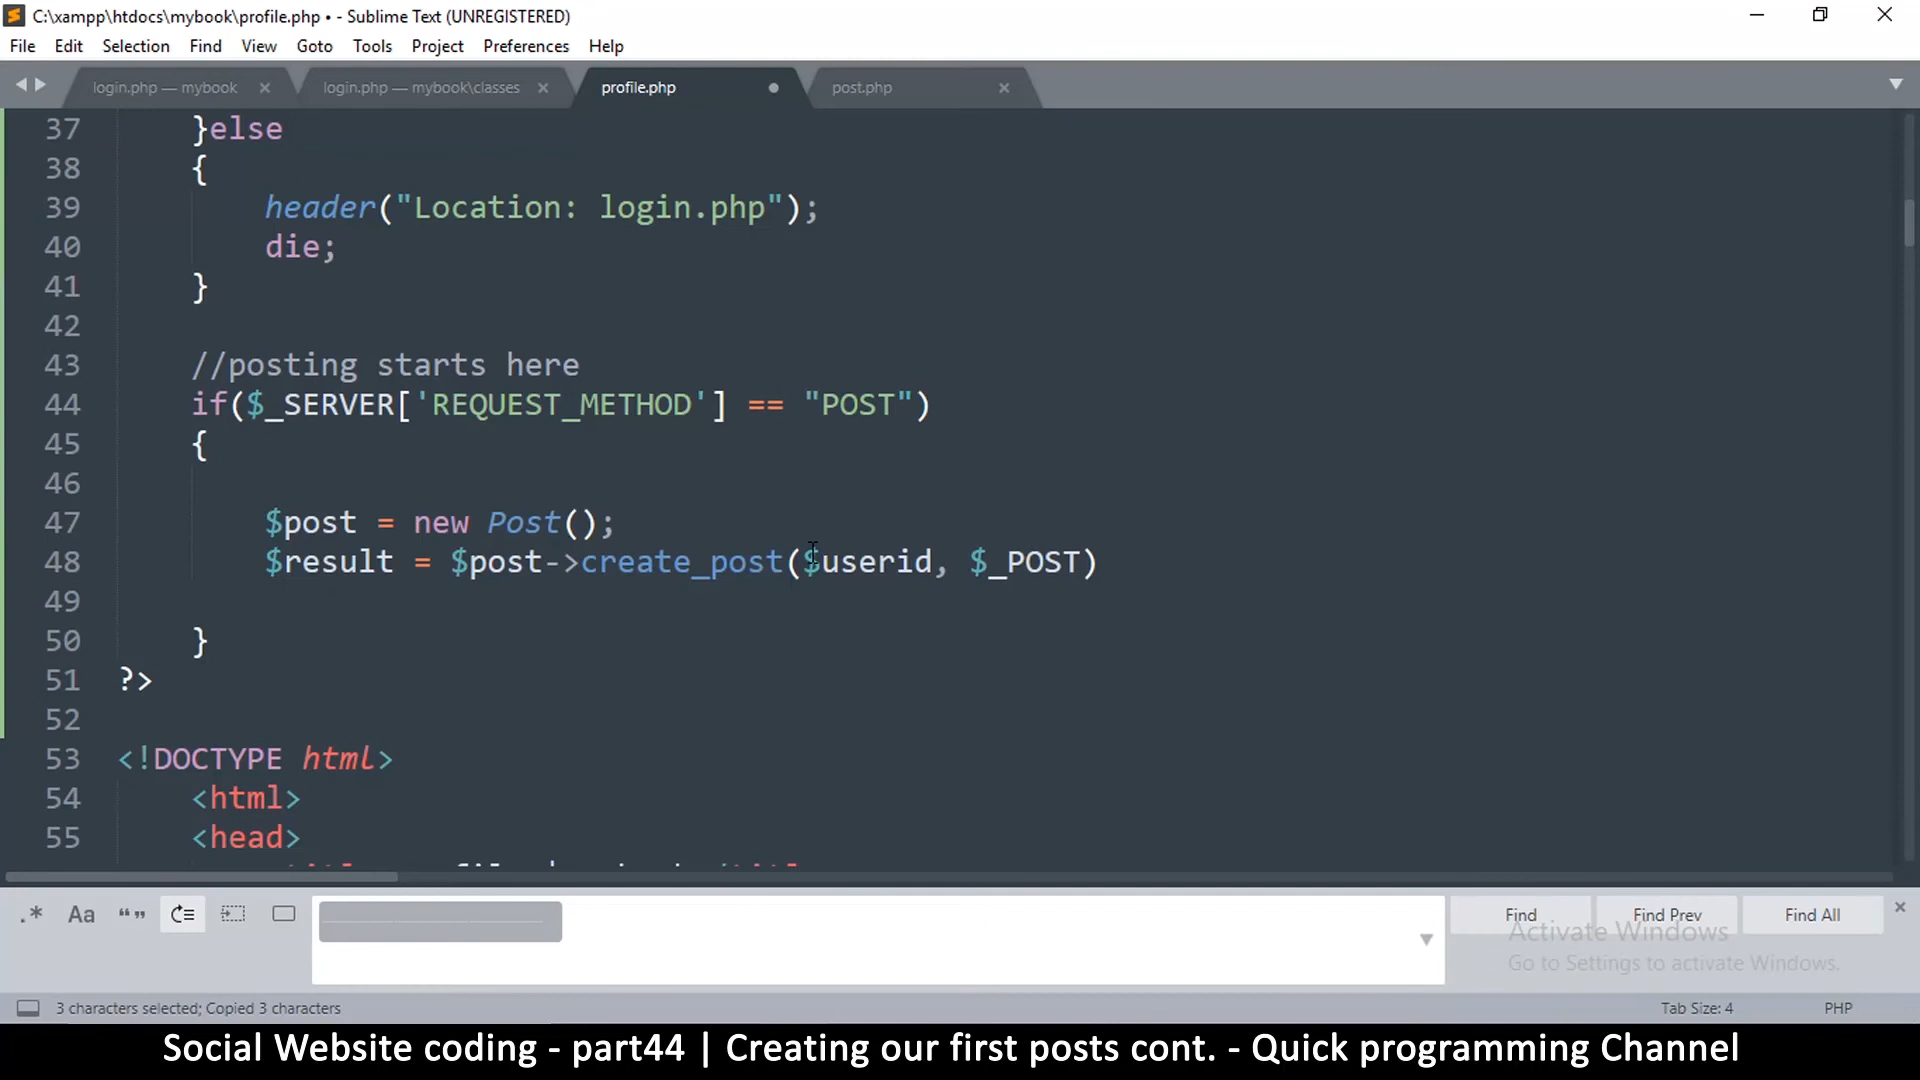 C:\xampp\htdocs\mybook\profile.php • - Sublime Text (UNREGISTERED)
File Edit Selection Find View Goto Tools Project Preferences Help
login.php — mybook × login.php — mybook\classes × profile.php post.php ×
37 }else
38 {
39 header("Location: login.php");
40 die;
41 }
42
43 //posting starts here
44 if($_SERVER['REQUEST_METHOD'] == "POST")
45 {
46
47 $post = new Post();
48 $result = $post->create_post($userid, $_POST)
49
50 }
51 ?>
52
53 <!DOCTYPE html>
54 <html>
55 <head>
.* Aa “ ” Find Find Prev Find All
Activate Windows
Go to Settings to activate Windows.
3 characters selected; Copied 3 characters Tab Size: 4 PHP
Social Website coding - part44 | Creating our first posts cont. - Quick programming Channel